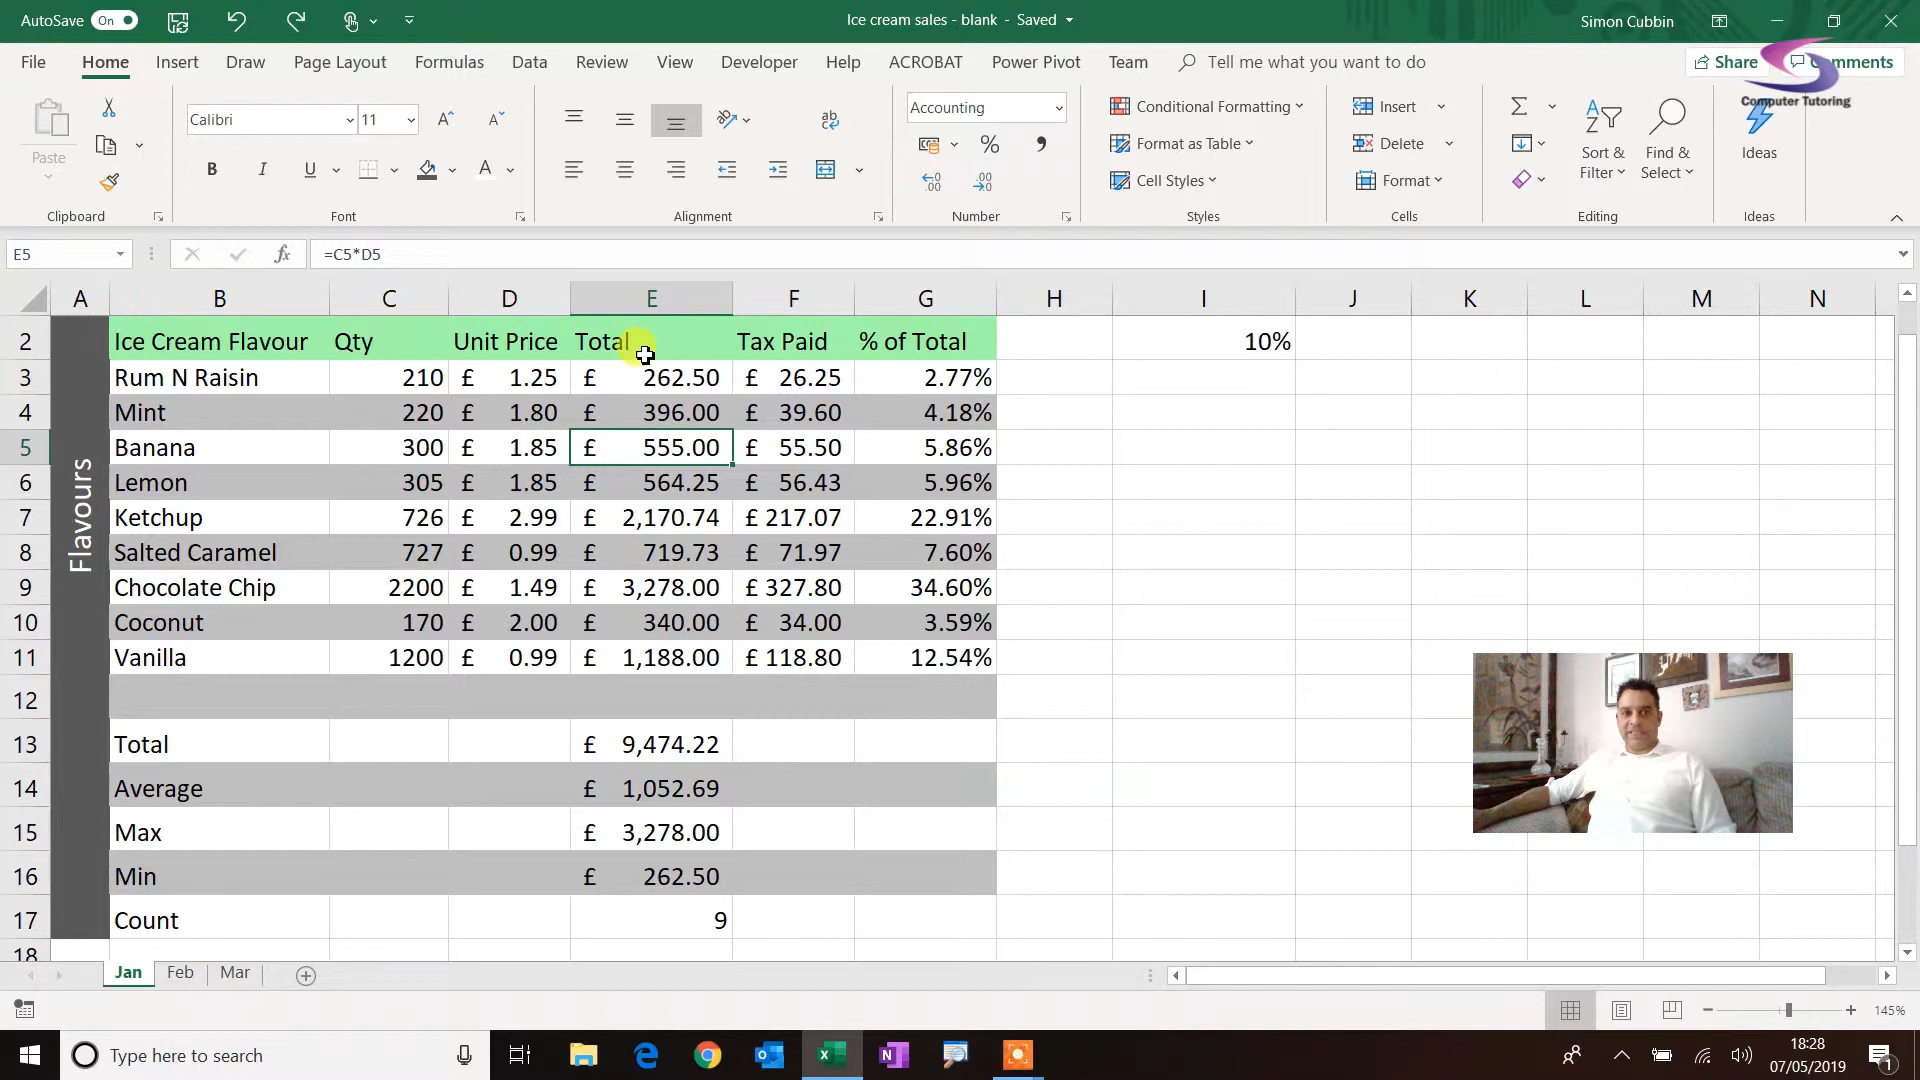 AutoSave On
Ice cream sales - blank - Saved
Simon Cubbin
File Home Insert Draw Page Layout Formulas Data Review View Developer Help ACROBAT Power Pivot Team Tell me what you want to do
Share Comments
Computer Tutoring
Paste
Clipboard
Calibri 11
B I U A
Font
Alignment
Accounting
% ,
Number
Conditional Formatting
Format as Table
Cell Styles
Styles
Insert
Delete
Format
Cells
Sort & Filter
Find & Select
Editing
Ideas
Ideas
E5 fx =C5*D5
A B C D E F G H I J K L M N
Flavours
2 Ice Cream Flavour Qty Unit Price Total Tax Paid % of Total 10%
3 Rum N Raisin 210 £ 1.25 £ 262.50 £ 26.25 2.77%
4 Mint 220 £ 1.80 £ 396.00 £ 39.60 4.18%
5 Banana 300 £ 1.85 £ 555.00 £ 55.50 5.86%
6 Lemon 305 £ 1.85 £ 564.25 £ 56.43 5.96%
7 Ketchup 726 £ 2.99 £ 2,170.74 £ 217.07 22.91%
8 Salted Caramel 727 £ 0.99 £ 719.73 £ 71.97 7.60%
9 Chocolate Chip 2200 £ 1.49 £ 3,278.00 £ 327.80 34.60%
10 Coconut 170 £ 2.00 £ 340.00 £ 34.00 3.59%
11 Vanilla 1200 £ 0.99 £ 1,188.00 £ 118.80 12.54%
12
13 Total £ 9,474.22
14 Average £ 1,052.69
15 Max £ 3,278.00
16 Min £ 262.50
17 Count 9
18
Jan Feb Mar
145%
Type here to search
18:28
07/05/2019
1